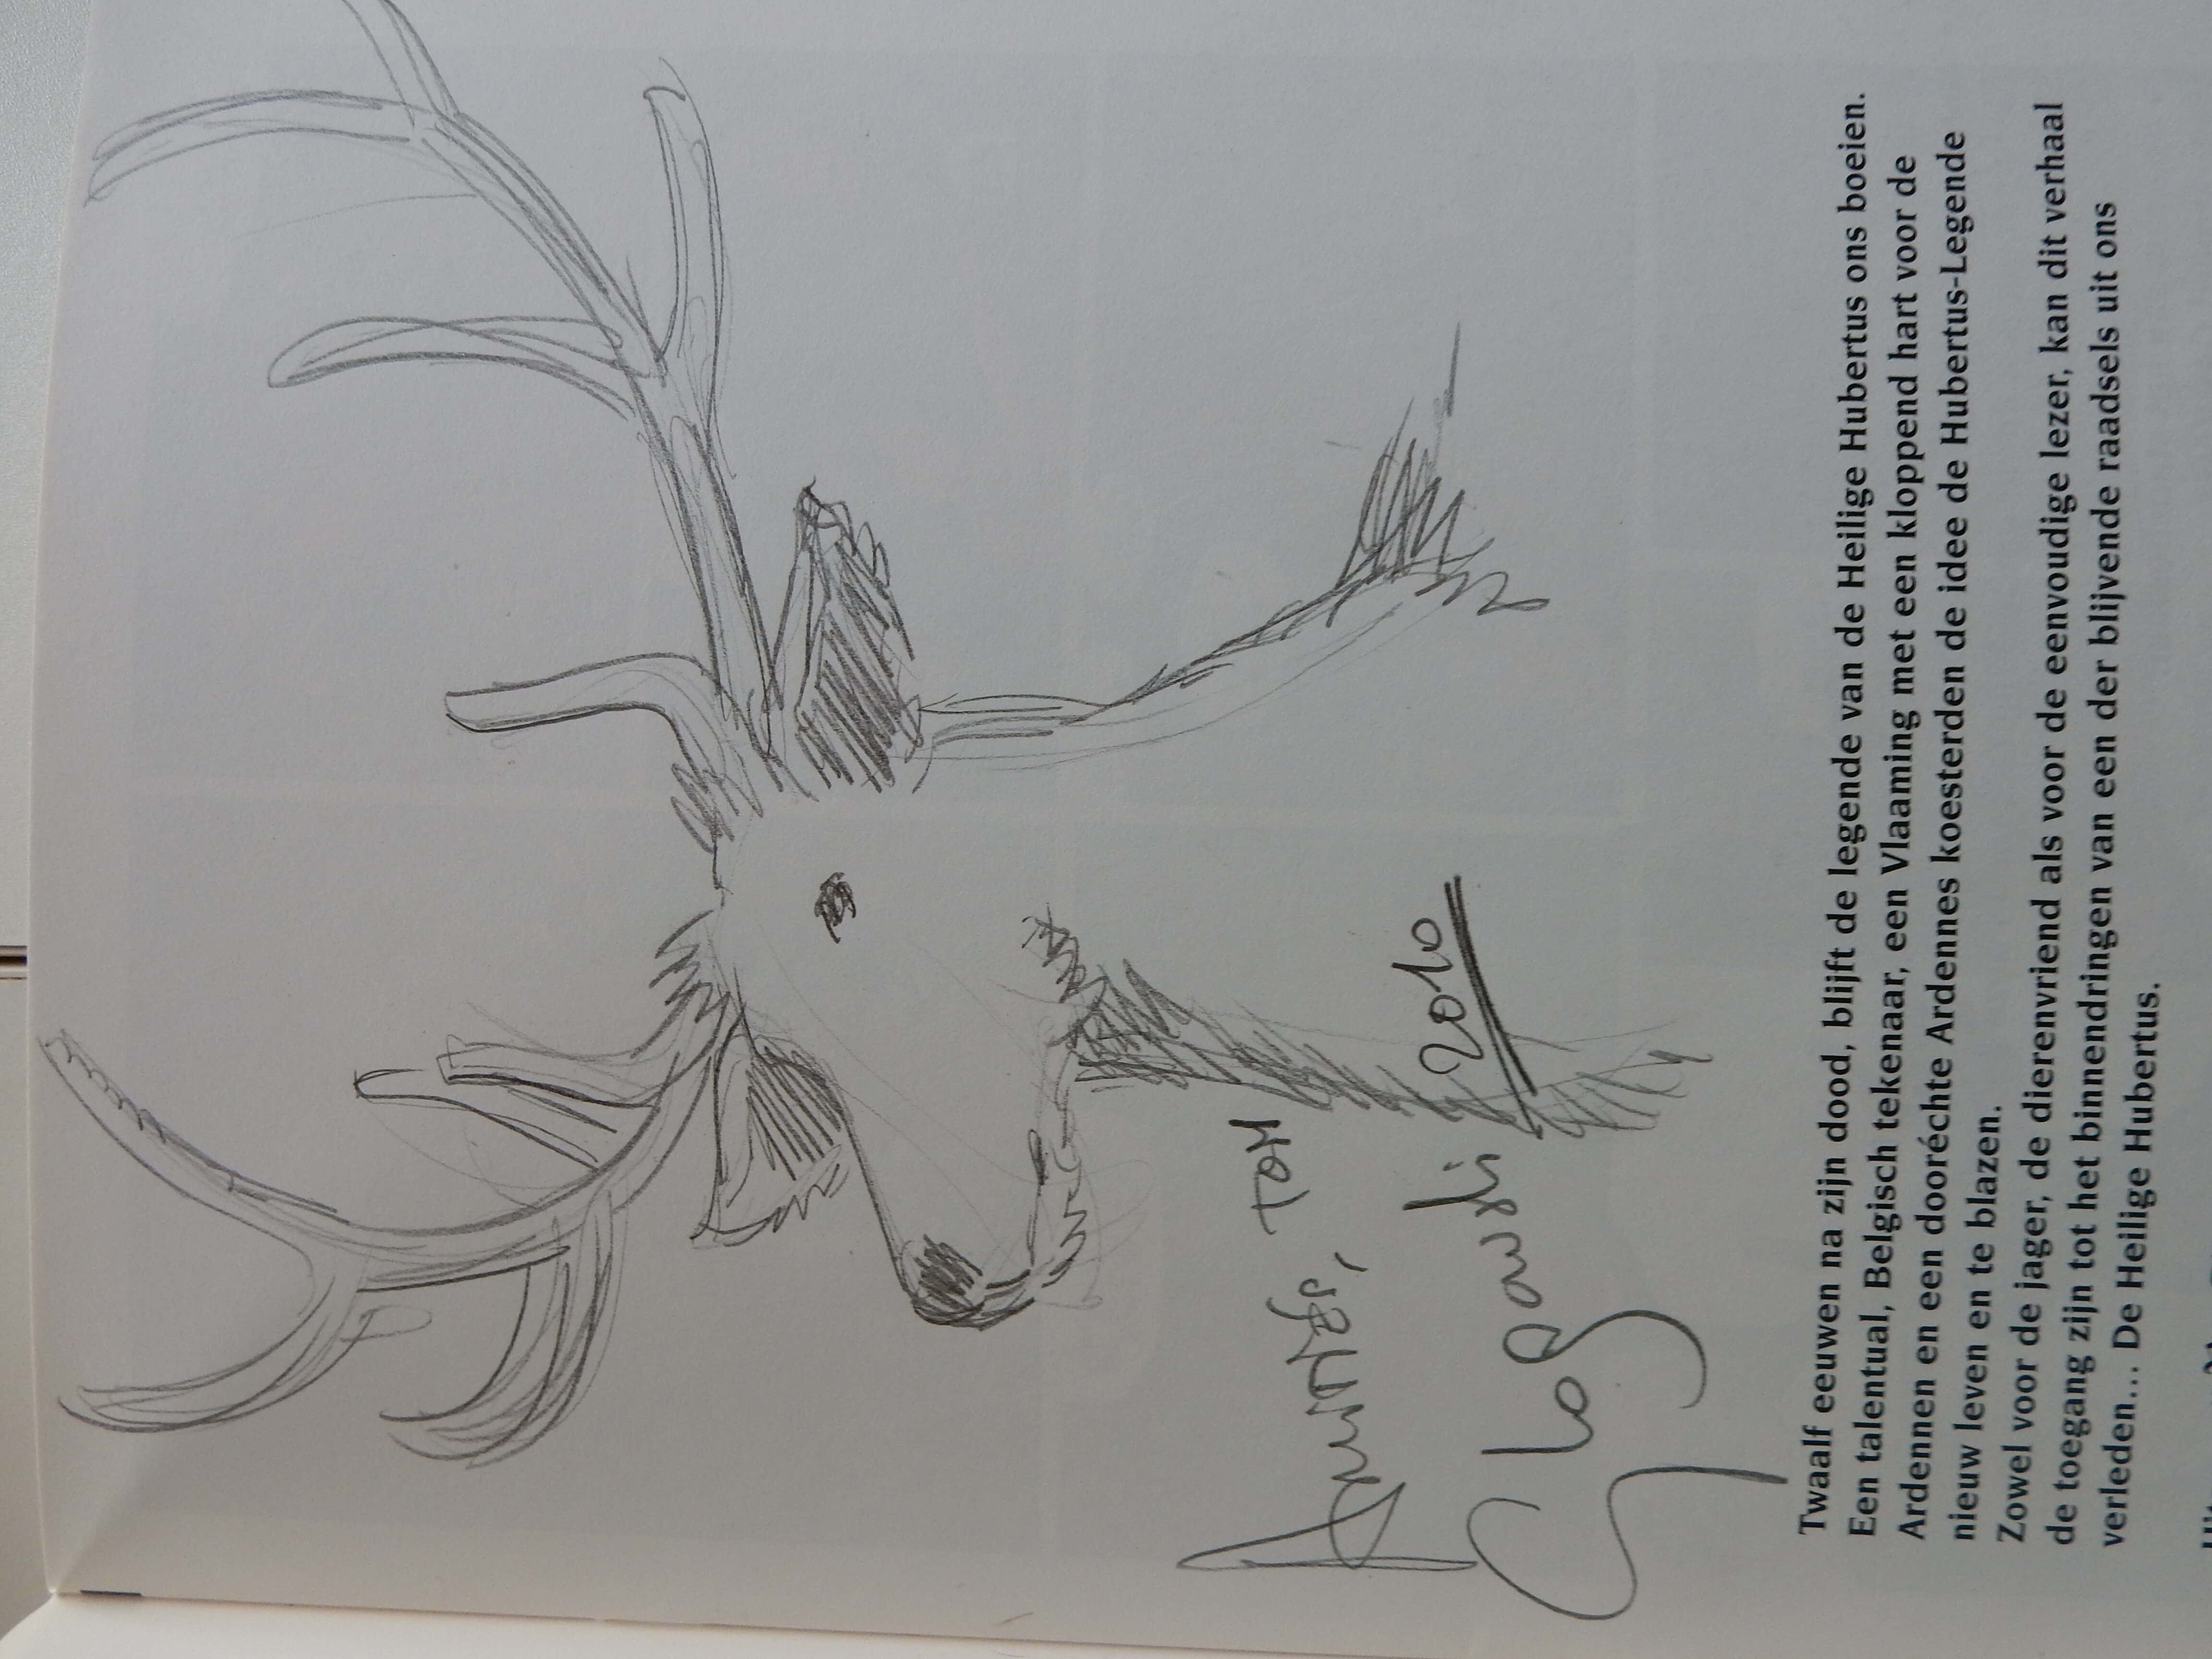 Amitiés, Tom
2010
Twaalf eeuwen na zijn dood, blijft de legende van de Heilige Hubertus ons boeien.
Een talentual, Belgisch tekenaar, een Vlaaming met een kloppend hart voor de
Ardennen en een dooréchte Ardennes koesterden de idee de Hubertus-Legende
nieuw leven en te blazen.
Zowel voor de jager, de dierenvriend als voor de eenvoudige lezer, kan dit verhaal
de toegang zijn tot het binnendringen van een der blijvende raadsels uit ons
verleden... De Heilige Hubertus.